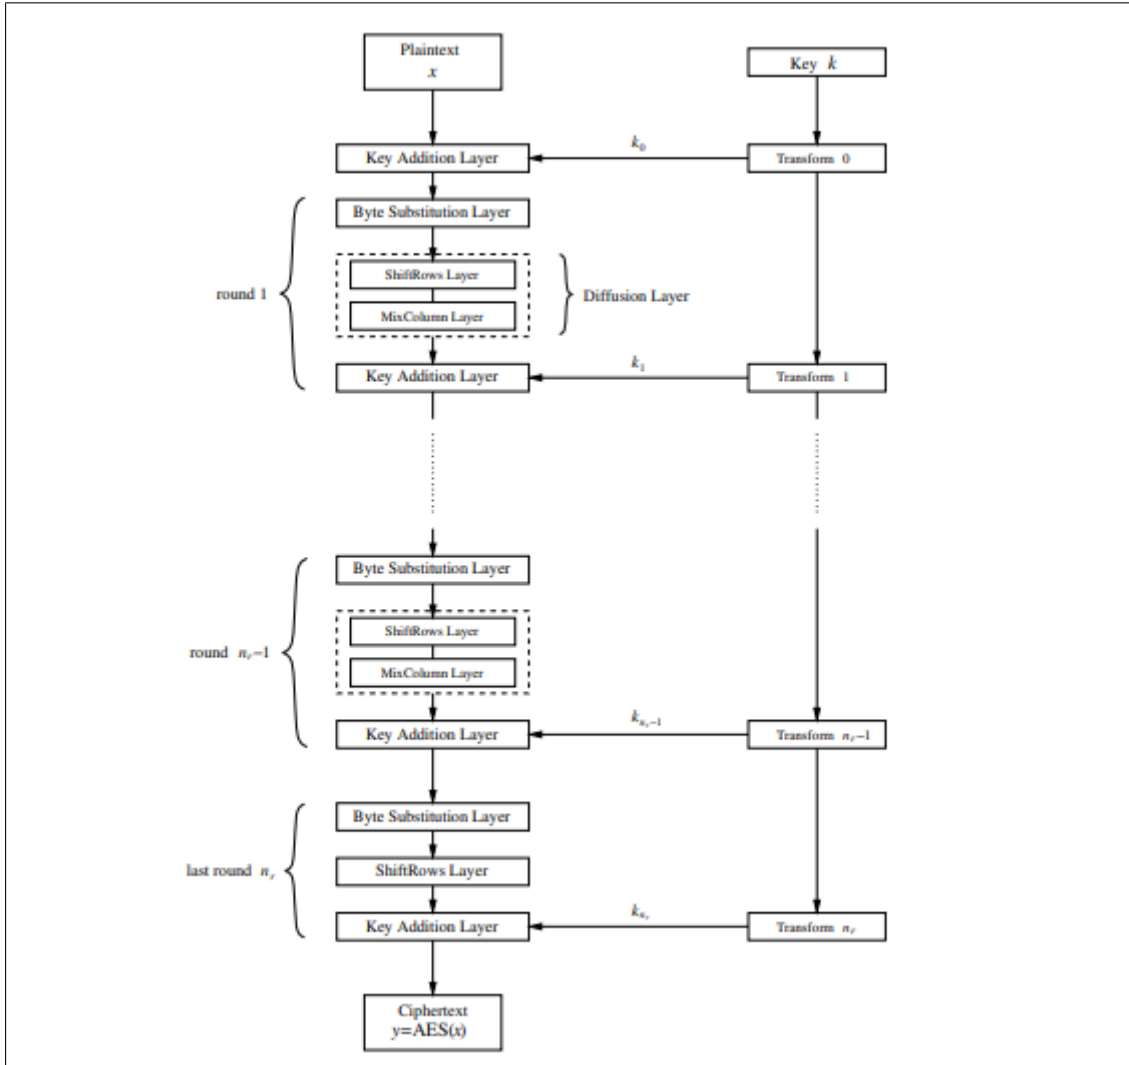 Plaintext
x
Key k
Key Addition Layer
k₀
Transform 0
Byte Substitution Layer
ShiftRows Layer
round 1
Diffusion Layer
MixColumn Layer
Key Addition Layer
k₁
Transform 1
Byte Substitution Layer
ShiftRows Layer
round nᵣ−1
MixColumn Layer
Key Addition Layer
kₙᵣ₋₁
Transform nᵣ−1
Byte Substitution Layer
last round nᵣ
ShiftRows Layer
Key Addition Layer
kₙᵣ
Transform nᵣ
Ciphertext
y=AES(x)